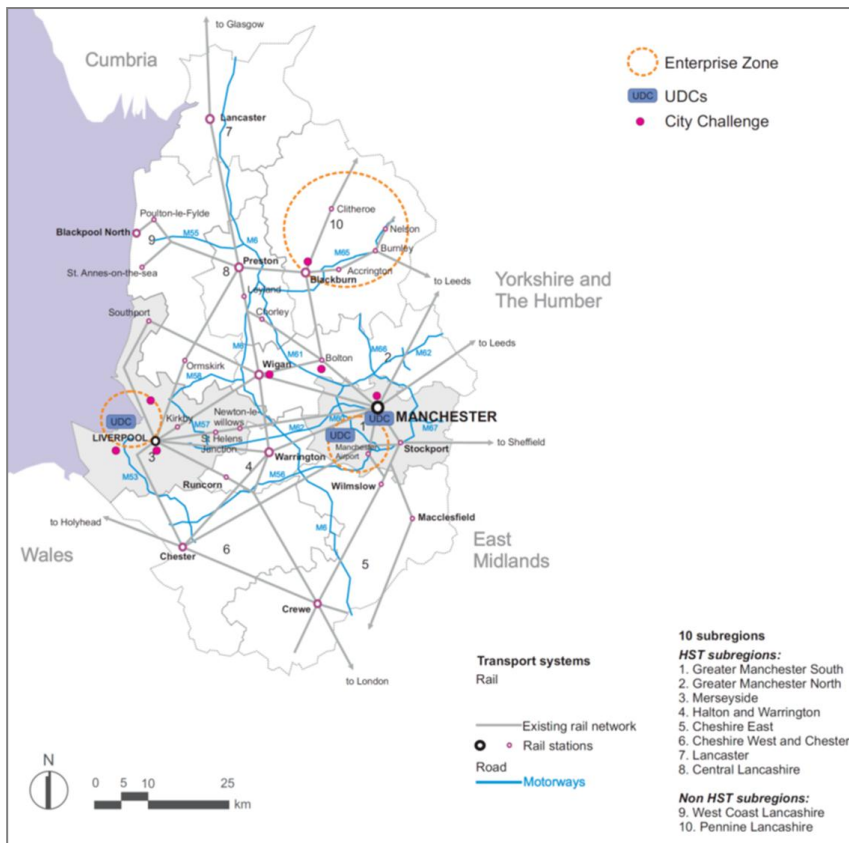 to Glasgow
Cumbria
Enterprise Zone
UDC
UDCs
City Challenge
Lancaster
7
Clitheroe
10
Poulton-le-Fylde
Nelson
Blackpool North
9
M55
M6
M65
Burnley
Preston
St. Annes-on-the-sea
8
Accrington
Blackburn
to Leeds
Yorkshire and
The Humber
Leyland
Southport
Chorley
M66
M62
to Leeds
M6
M61
Bolton
2
Ormskirk
Wigan
M58
MANCHESTER
UDC
Kirkby
Newton-le-
willows
UDC
1
M57
M62
M67
LIVERPOOL
St Helens
Junction
UDC
Stockport
to Sheffield
3
Manchester
Airport
4
Warrington
M53
M56
Runcorn
Wilmslow
Macclesfield
to Holyhead
M6
East
Midlands
Wales
Chester
6
5
Crewe
to London
10 subregions
HST subregions:
1. Greater Manchester South
2. Greater Manchester North
3. Merseyside
4. Halton and Warrington
5. Cheshire East
6. Cheshire West and Chester
7. Lancaster
8. Central Lancashire
Non HST subregions:
9. West Coast Lancashire
10. Pennine Lancashire
Transport systems
Rail
Existing rail network
Rail stations
Road
Motorways
N
0 5 10 25
km